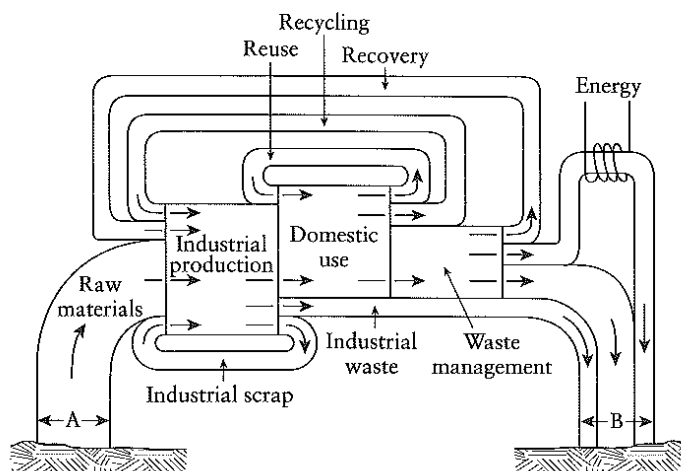 Recycling
Reuse
Recovery
Energy
Industrial
production
Domestic
use
Raw
materials
Industrial
waste
Waste
management
Industrial scrap
A
B